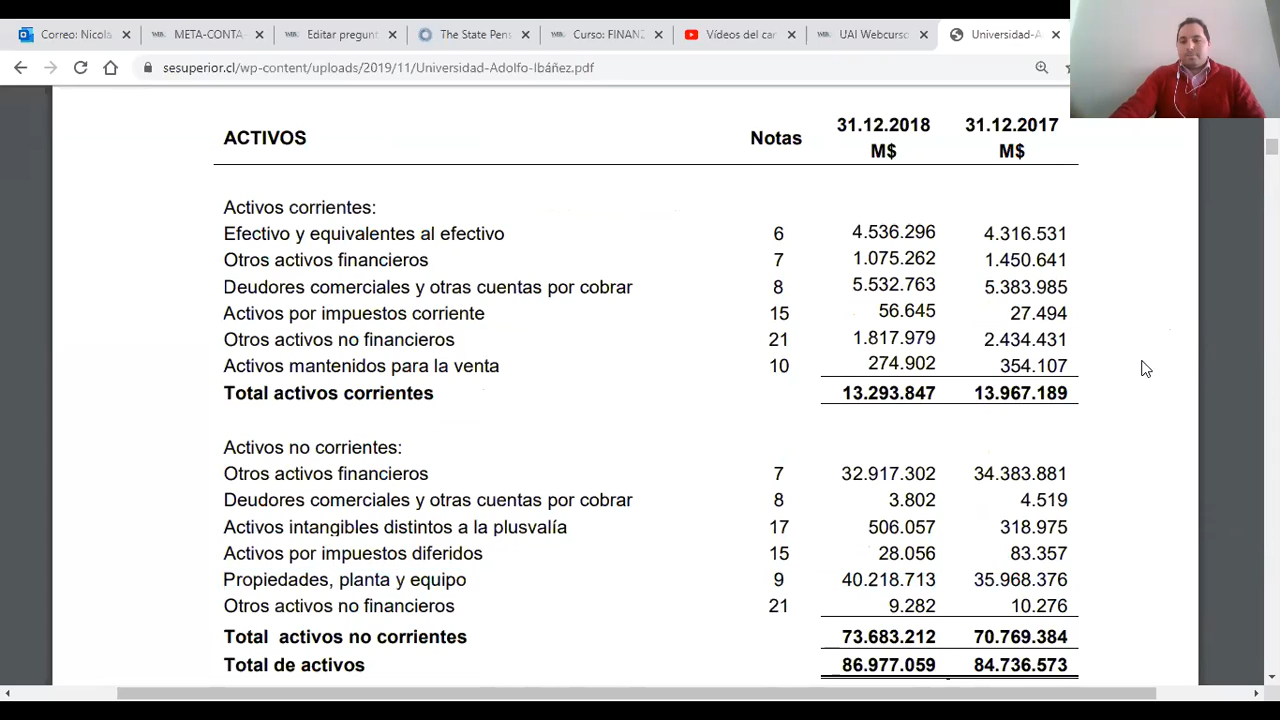 Correo: Nicola
META-CONTA
Editar pregunt
The State Pens
Curso: FINANZ
Vídeos del car
UAI Webcurso
Universidad-A
sesuperior.cl/wp-content/uploads/2019/11/Universidad-Adolfo-Ibáñez.pdf
ACTIVOS Notas 31.12.2018 31.12.2017
M$ M$
Activos corrientes:
Efectivo y equivalentes al efectivo 6 4.536.296 4.316.531
Otros activos financieros 7 1.075.262 1.450.641
Deudores comerciales y otras cuentas por cobrar 8 5.532.763 5.383.985
Activos por impuestos corriente 15 56.645 27.494
Otros activos no financieros 21 1.817.979 2.434.431
Activos mantenidos para la venta 10 274.902 354.107
Total activos corrientes 13.293.847 13.967.189
Activos no corrientes:
Otros activos financieros 7 32.917.302 34.383.881
Deudores comerciales y otras cuentas por cobrar 8 3.802 4.519
Activos intangibles distintos a la plusvalía 17 506.057 318.975
Activos por impuestos diferidos 15 28.056 83.357
Propiedades, planta y equipo 9 40.218.713 35.968.376
Otros activos no financieros 21 9.282 10.276
Total activos no corrientes 73.683.212 70.769.384
Total de activos 86.977.059 84.736.573